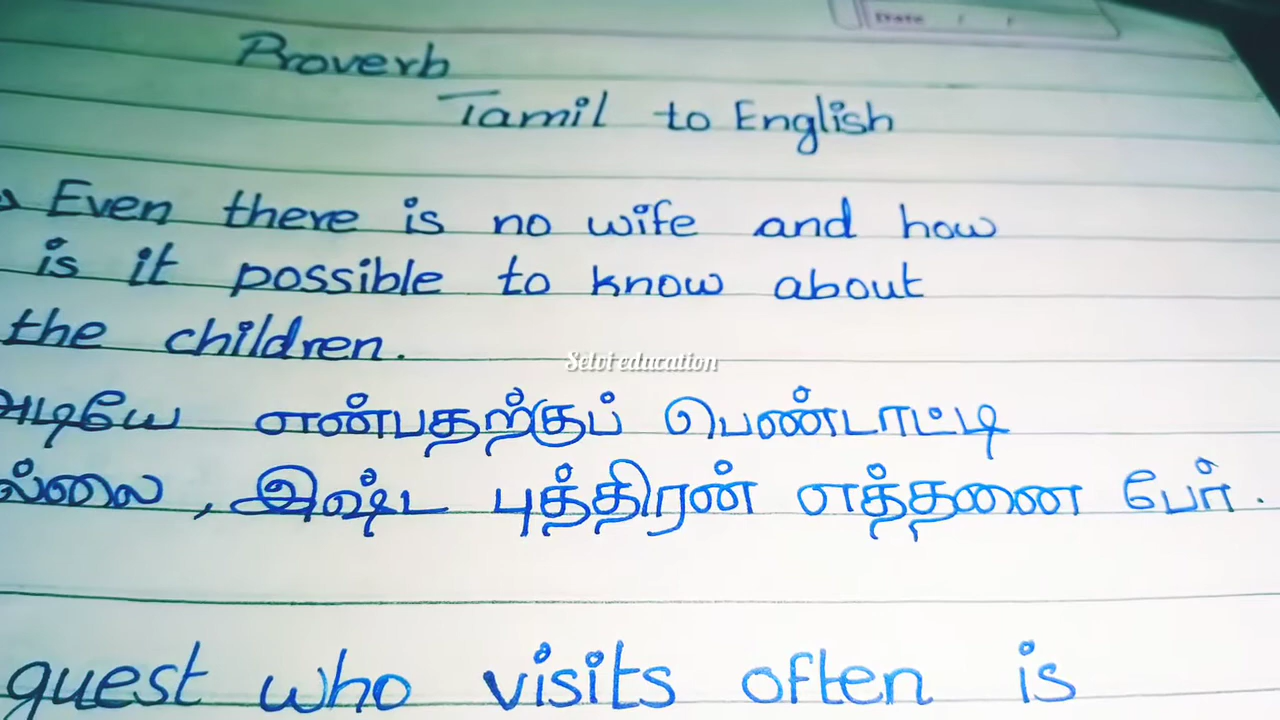 Date / /
Proverb
Tamil to English
Even there is no wife and how
is it possible to know about
the children.
Selvi education
அடியே என்பதற்குப் பெண்டாட்டி
ல்லை, இஷ்ட புத்திரன் எத்தனை பேர்.
guest who visits often is